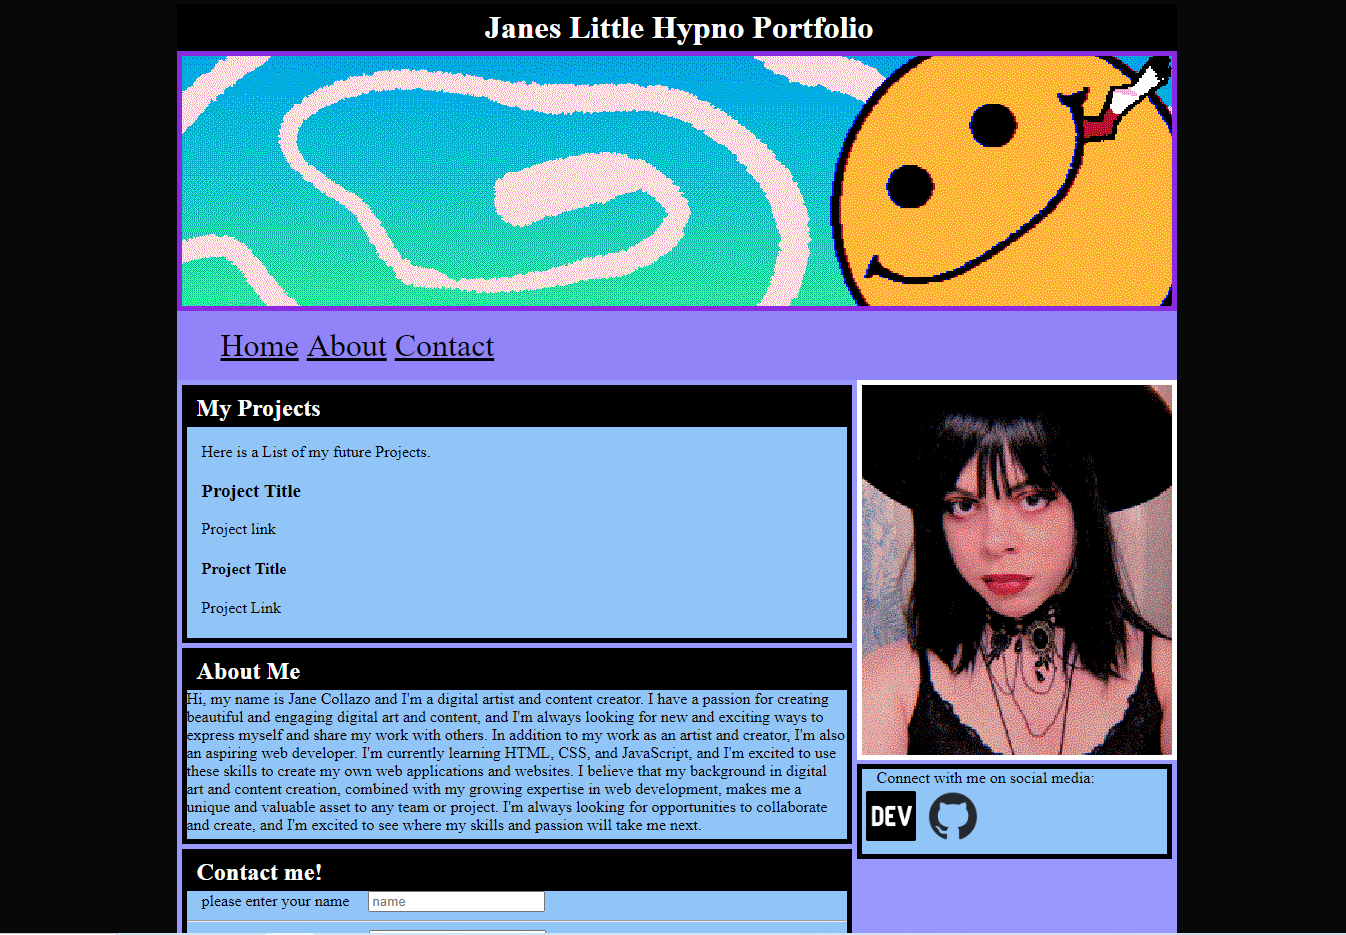 Janes Little Hypno Portfolio
Home About Contact
My Projects
Here is a List of my future Projects.
Project Title
Project link
Project Title
Project Link
About Me
Hi, my name is Jane Collazo and I'm a digital artist and content creator. I have a passion for creating
beautiful and engaging digital art and content, and I'm always looking for new and exciting ways to
express myself and share my work with others. In addition to my work as an artist and creator, I'm also
an aspiring web developer. I'm currently learning HTML, CSS, and JavaScript, and I'm excited to use
these skills to create my own web applications and websites. I believe that my background in digital
art and content creation, combined with my growing expertise in web development, makes me a
unique and valuable asset to any team or project. I'm always looking for opportunities to collaborate
and create, and I'm excited to see where my skills and passion will take me next.
Contact me!
please enter your name name
Connect with me on social media:
DEV